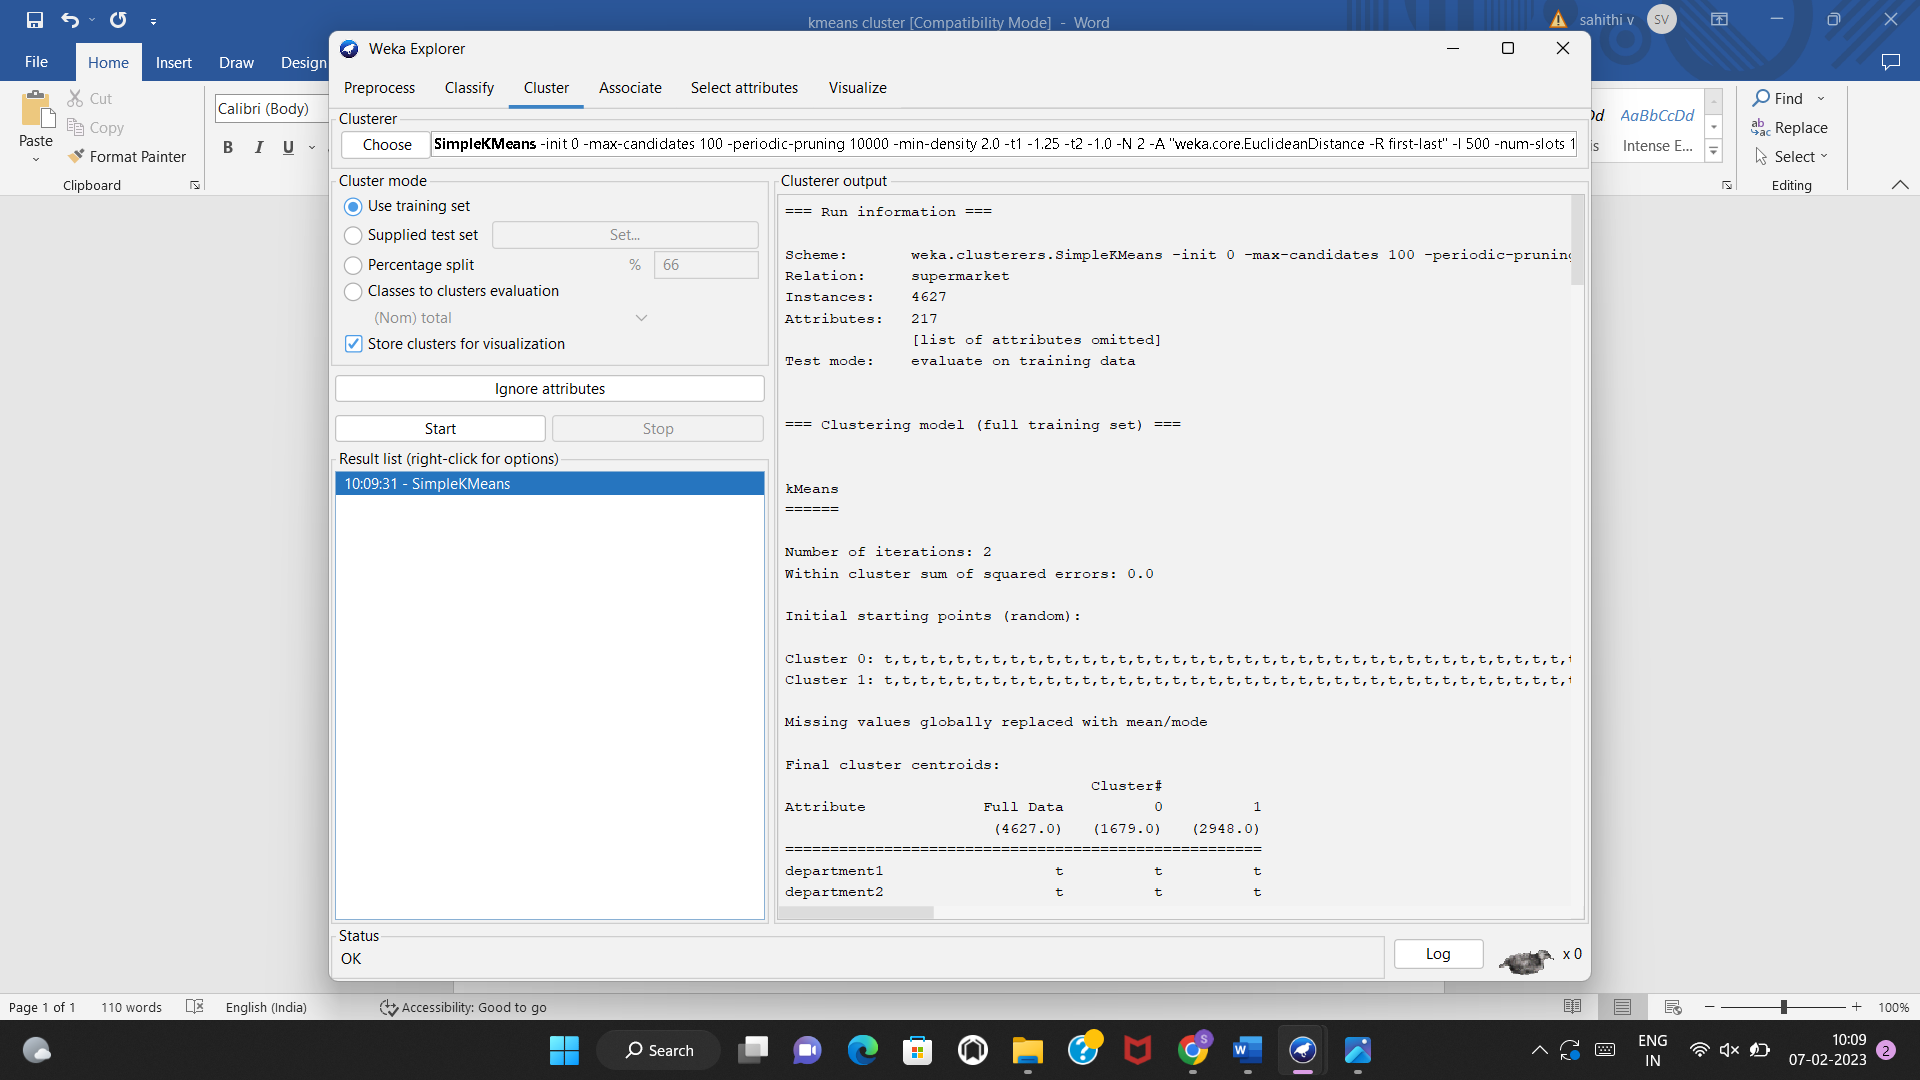 kmeans cluster [Compatibility Mode] - Word
sahithi v
SV
File
Home
Insert
Draw
Design
Paste
Cut
Copy
Format Painter
Clipboard
Calibri (Body)
B I U
AaBbCcDd
Intense E...
Find
Replace
Select
Editing
Weka Explorer
Preprocess
Classify
Cluster
Associate
Select attributes
Visualize
Clusterer
Choose
SimpleKMeans -init 0 -max-candidates 100 -periodic-pruning 10000 -min-density 2.0 -t1 -1.25 -t2 -1.0 -N 2 -A "weka.core.EuclideanDistance -R first-last" -I 500 -num-slots 1
Cluster mode
Use training set
Supplied test set
Set...
Percentage split
%
66
Classes to clusters evaluation
(Nom) total
Store clusters for visualization
Ignore attributes
Start
Stop
Result list (right-click for options)
10:09:31 - SimpleKMeans
Clusterer output
=== Run information ===
Scheme: weka.clusterers.SimpleKMeans -init 0 -max-candidates 100 -periodic-pruning
Relation: supermarket
Instances: 4627
Attributes: 217
[list of attributes omitted]
Test mode: evaluate on training data
=== Clustering model (full training set) ===
kMeans
======
Number of iterations: 2
Within cluster sum of squared errors: 0.0
Initial starting points (random):
Cluster 0: t,t,t,t,t,t,t,t,t,t,t,t,t,t,t,t,t,t,t,t,t,t,t,t,t,t,t,t,t,t,t,t,t,t,t,t,t,t,t
Cluster 1: t,t,t,t,t,t,t,t,t,t,t,t,t,t,t,t,t,t,t,t,t,t,t,t,t,t,t,t,t,t,t,t,t,t,t,t,t,t,t
Missing values globally replaced with mean/mode
Final cluster centroids:
Cluster#
Attribute Full Data 0 1
(4627.0) (1679.0) (2948.0)
=====================================================
department1 t t t
department2 t t t
Status
OK
Log
x 0
Page 1 of 1
110 words
English (India)
Accessibility: Good to go
100%
Search
ENG
IN
10:09
07-02-2023
2